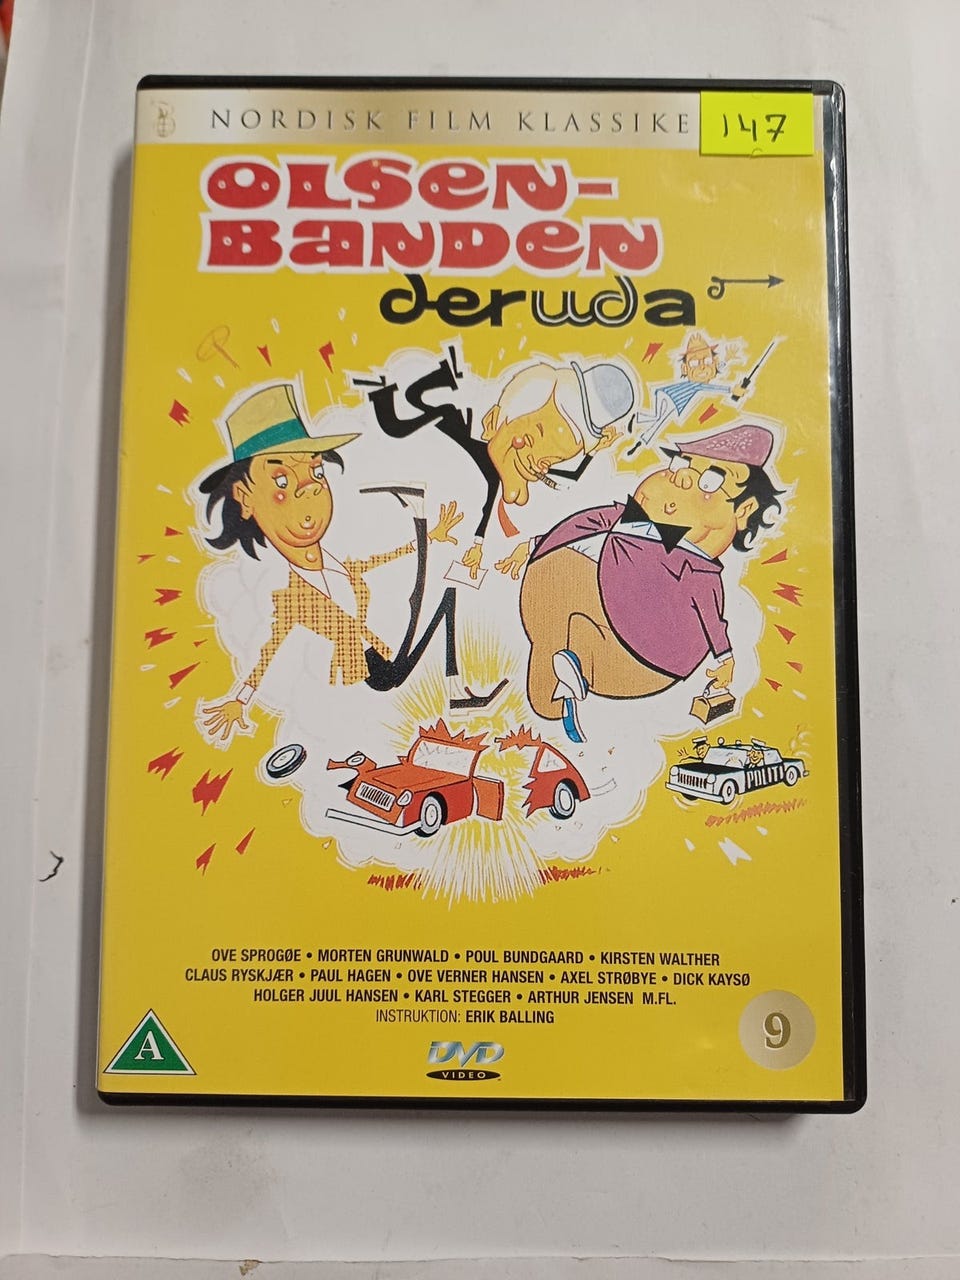 NORDISK FILM KLASSIKE
147
OLSEN-
BANDEN
deruda
POLITI
OVE SPROGØE • MORTEN GRUNWALD • POUL BUNDGAARD • KIRSTEN WALTHER
CLAUS RYSKJÆR • PAUL HAGEN • OVE VERNER HANSEN • AXEL STRØBYE • DICK KAYSØ
HOLGER JUUL HANSEN • KARL STEGGER • ARTHUR JENSEN M.FL.
INSTRUKTION: ERIK BALLING
A
9
DVD
VIDEO